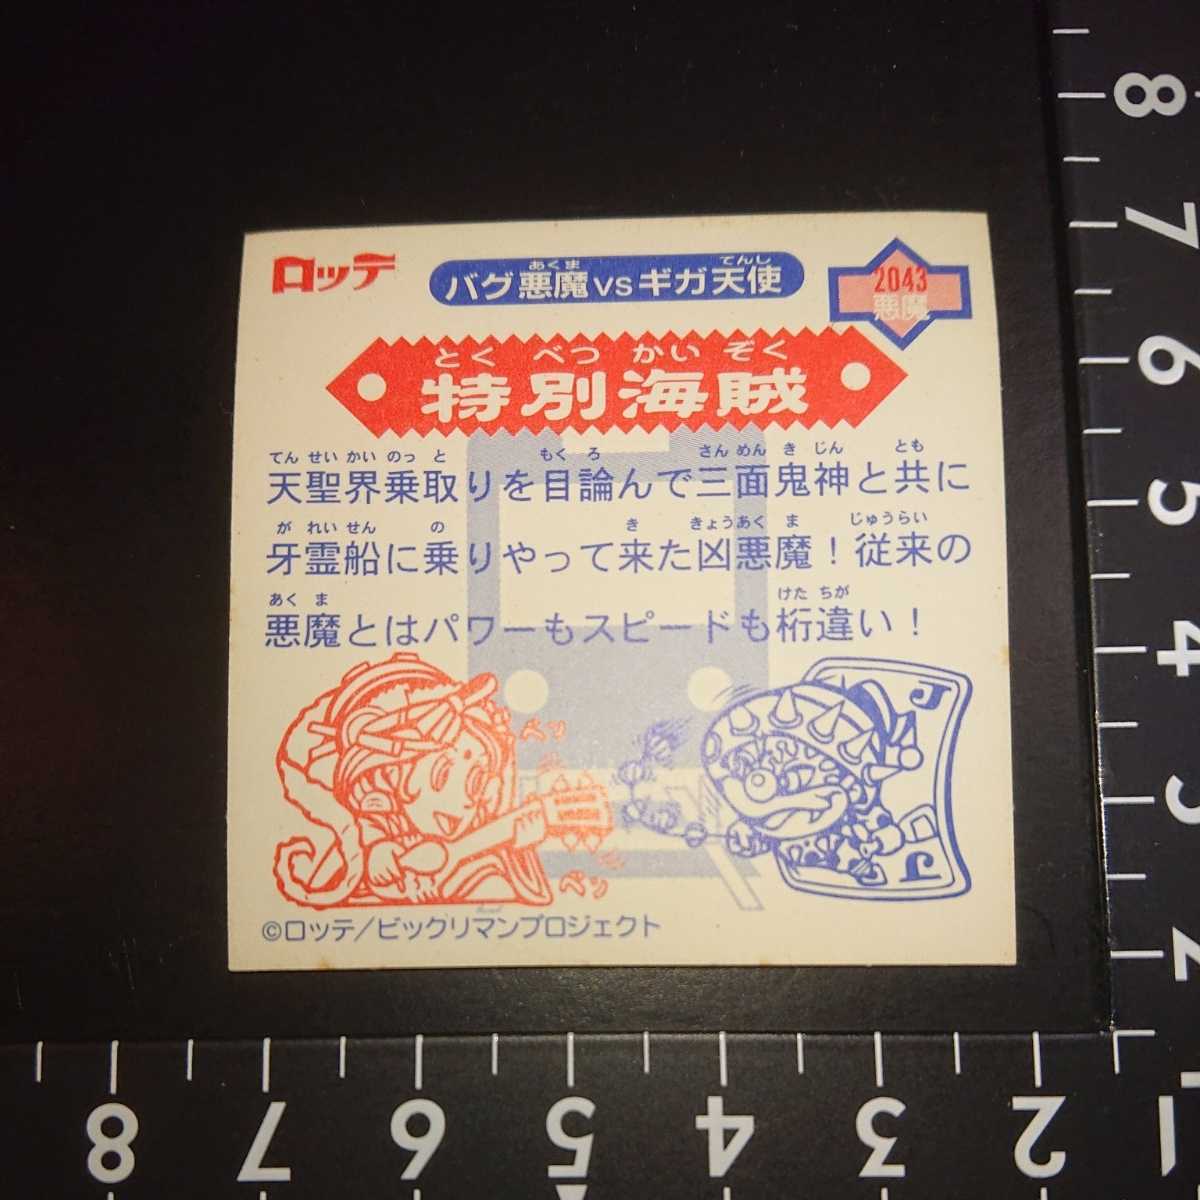 ロッテ
あくま てんし
バグ悪魔vsギガ天使
2043
悪魔
とくべつかいぞく
特別海賊
てんせいかいのっと もくろ さんめんきじん とも
天聖界乗取りを目論んで三面鬼神と共に
がれいせん の き きょうあくま じゅうらい
牙霊船に乗りやって来た凶悪魔！従来の
あくま けたちが
悪魔とはパワーもスピードも桁違い！
ベッ
ベッ
J
J
©ロッテ/ビックリマンプロジェクト
8
7
6
5
4
3
2
8
7
6
5
4
3
2
1